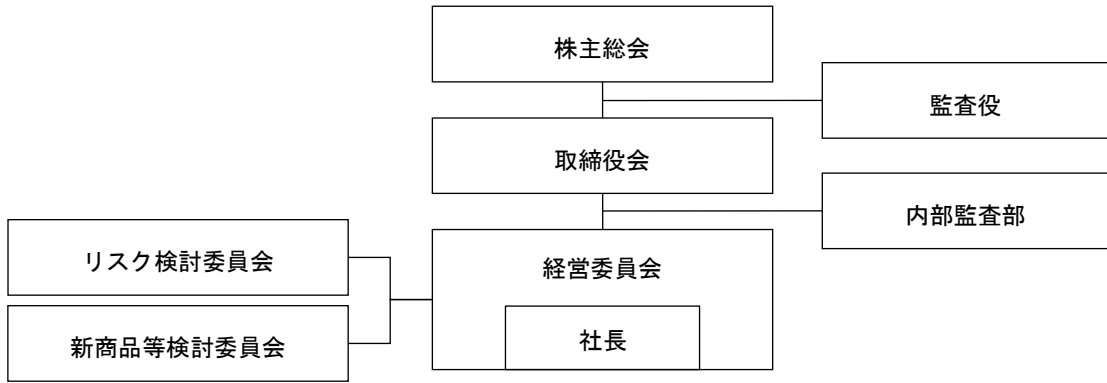 株主総会
監査役
取締役会
内部監査部
リスク検討委員会
経営委員会
新商品等検討委員会
社長